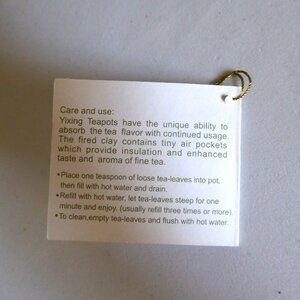 Care and use:
Yixing Teapots have the unique ability to
absorb the tea flavor with continued usage.
The fired clay contains tiny air pockets
which provide insulation and enhanced
taste and aroma of fine tea.
•Place one teaspoon of loose tea-leaves into pot,
then fill with hot water and drain.
•Refill with hot water, let tea-leaves steep for one
minute and enjoy. (usually refill three times or more).
•To clean,empty tea-leaves and flush with hot water.